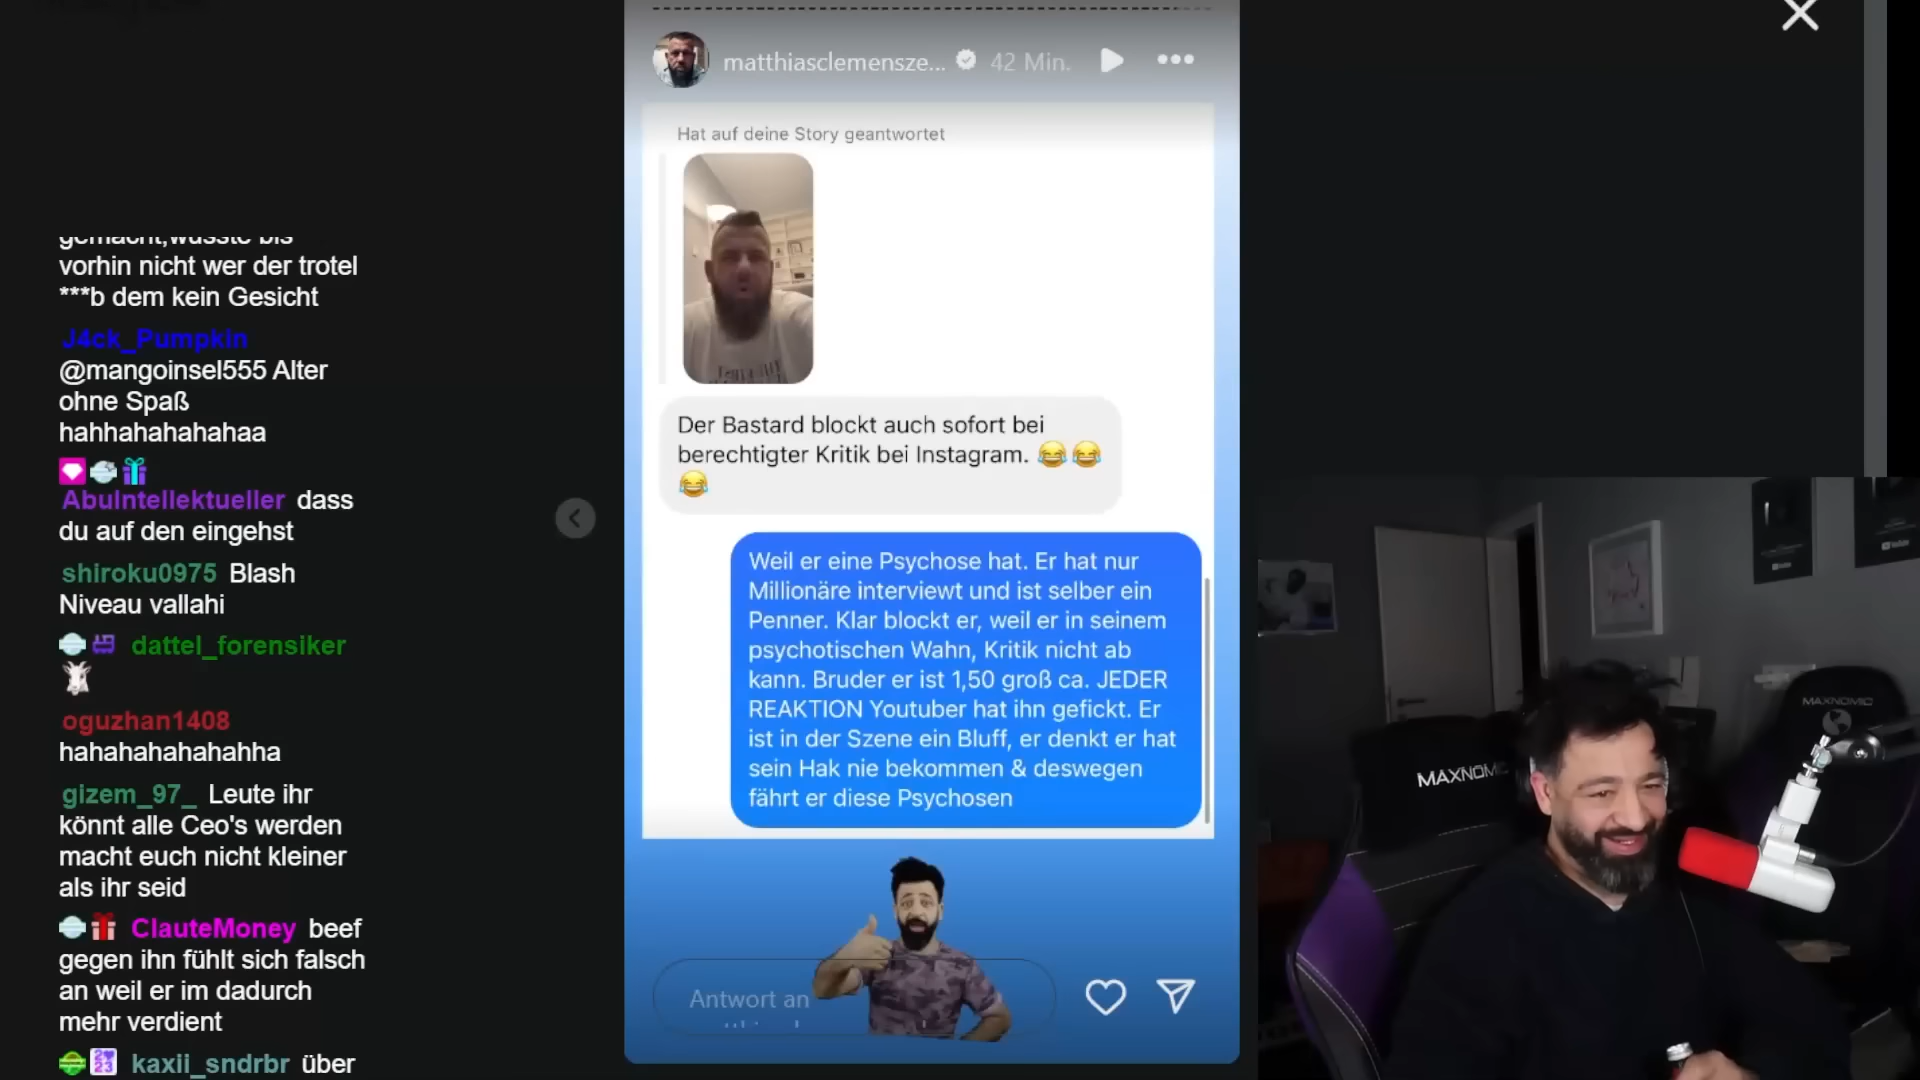 vorhin nicht wer der trotel
***b dem kein Gesicht
J4ck_Pumpkin
@mangoinsel555 Alter
ohne Spaß
hahhahahahahaa
AbuIntellektueller dass
du auf den eingehst
shiroku0975 Blash
Niveau vallahi
dattel_forensiker
oguzhan1408
hahahahahahahha
gizem_97_ Leute ihr
könnt alle Ceo's werden
macht euch nicht kleiner
als ihr seid
ClauteMoney beef
gegen ihn fühlt sich falsch
an weil er im dadurch
mehr verdient
kaxii_sndrbr über
matthiasclemensze... 42 Min.
Hat auf deine Story geantwortet
Der Bastard blockt auch sofort bei
berechtigter Kritik bei Instagram. 😂😂
😂
Weil er eine Psychose hat. Er hat nur
Millionäre interviewt und ist selber ein
Penner. Klar blockt er, weil er in seinem
psychotischen Wahn, Kritik nicht ab
kann. Bruder er ist 1,50 groß ca. JEDER
REAKTION Youtuber hat ihn gefickt. Er
ist in der Szene ein Bluff, er denkt er hat
sein Hak nie bekommen & deswegen
fährt er diese Psychosen
Antwort an
MAXNOMIC
MAXNOMIC